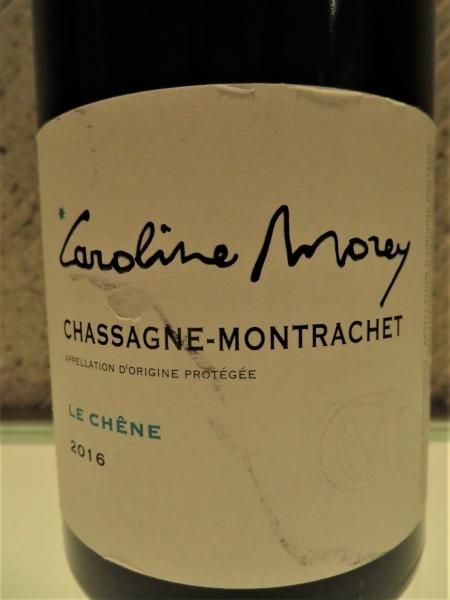 *Caroline Morey
CHASSAGNE-MONTRACHET
APPELLATION D'ORIGINE PROTÉGÉE
LE CHÊNE
2016